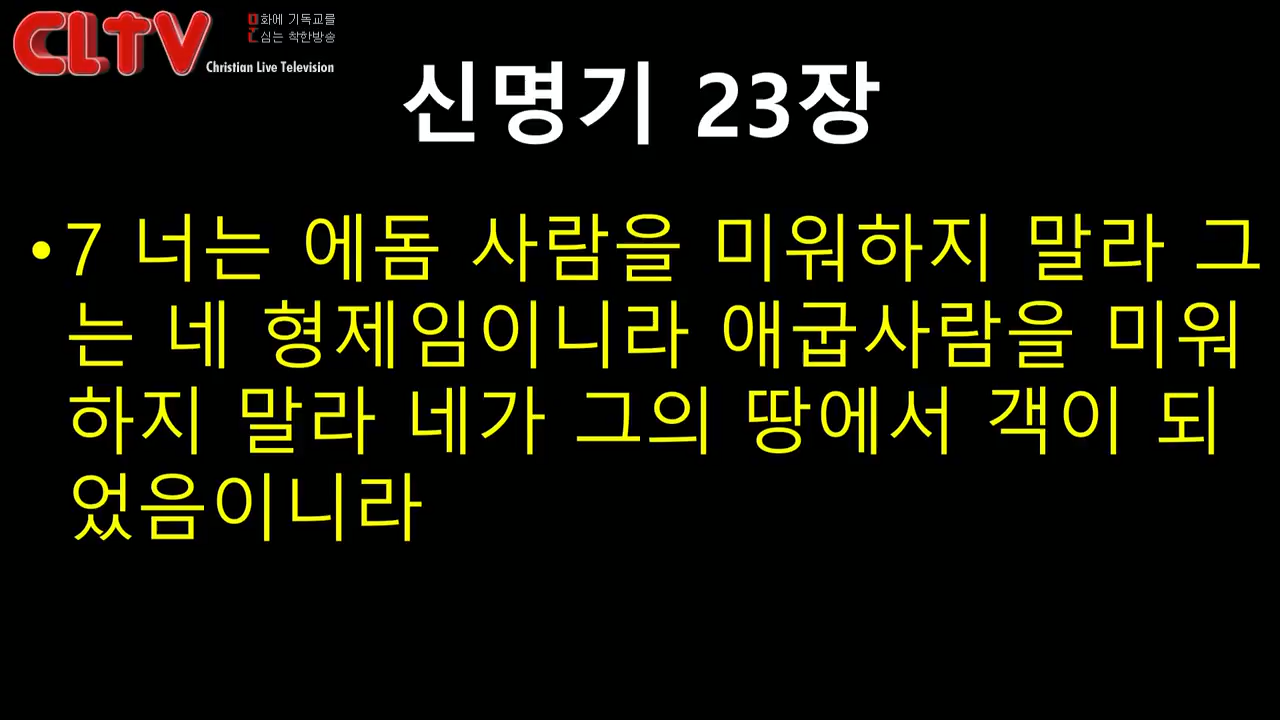 CLTV
문화에 기독교를
심는 착한방송
Christian Live Television
신명기 23장
• 7 너는 에돔 사람을 미워하지 말라 그
는 네 형제임이니라 애굽사람을 미워
하지 말라 네가 그의 땅에서 객이 되
었음이니라